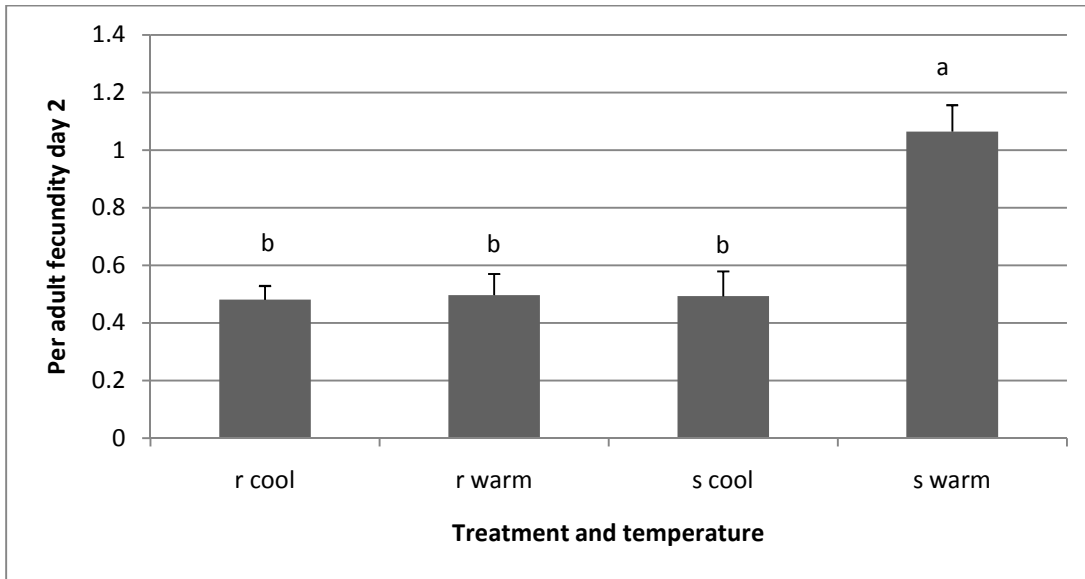 Per adult fecundity day 2
1.4
1.2
1
0.8
0.6
0.4
0.2
0
b
b
b
a
r cool
r warm
s cool
s warm
Treatment and temperature